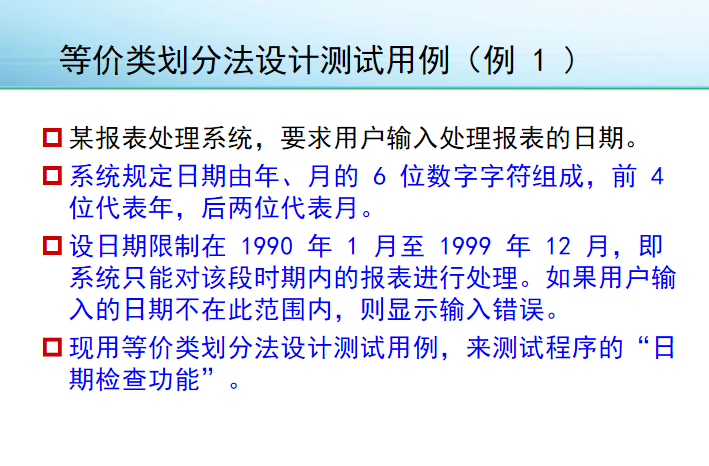 等价类划分法设计测试用例（例 1 ）
某报表处理系统，要求用户输入处理报表的日期。
系统规定日期由年、月的 6 位数字字符组成，前 4
位代表年，后两位代表月。
设日期限制在 1990 年 1 月至 1999 年 12 月，即
系统只能对该段时期内的报表进行处理。如果用户输
入的日期不在此范围内，则显示输入错误。
现用等价类划分法设计测试用例，来测试程序的“日
期检查功能”。